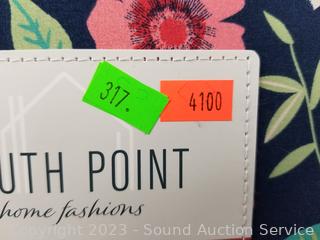 317.
4100
UTH POINT
home fashions
Copyright 2023 - Sound Auction Service